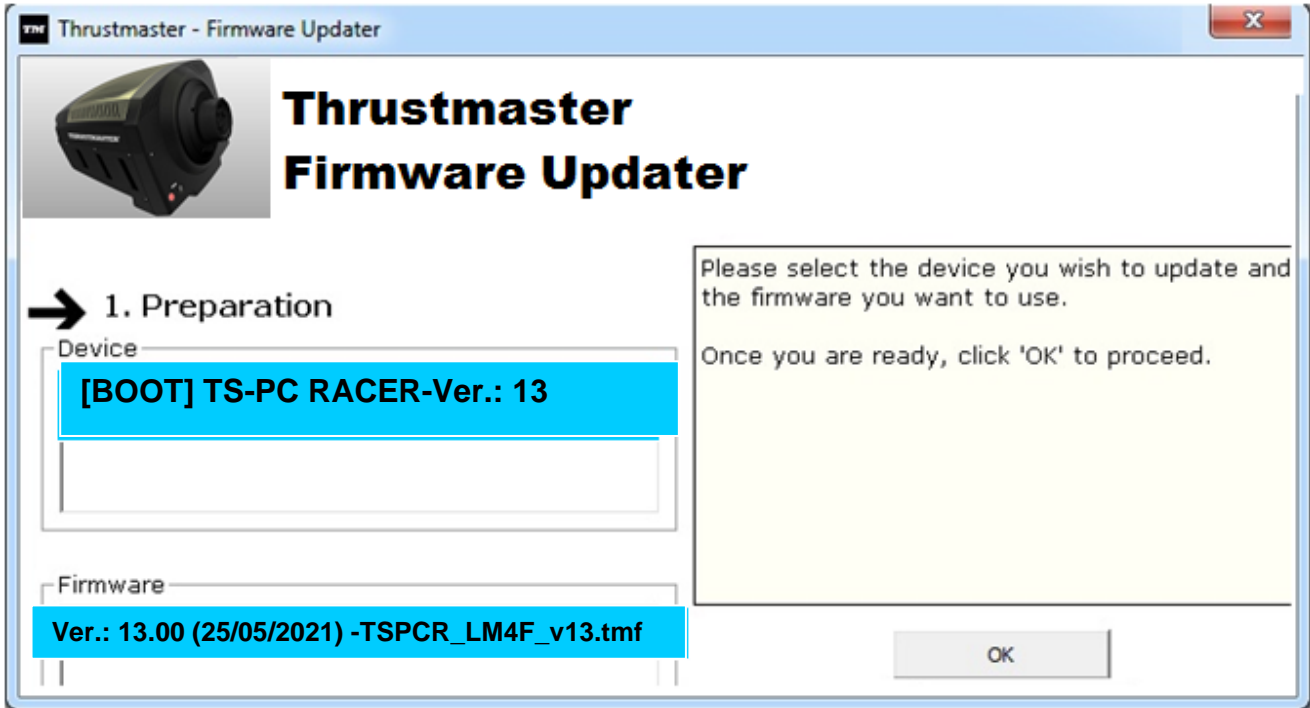 TM Thrustmaster - Firmware Updater
Thrustmaster
Firmware Updater
1. Preparation
Device
[BOOT] TS-PC RACER-Ver.: 13
Firmware
Ver.: 13.00 (25/05/2021) -TSPCR_LM4F_v13.tmf
Please select the device you wish to update and
the firmware you want to use.
Once you are ready, click 'OK' to proceed.
OK